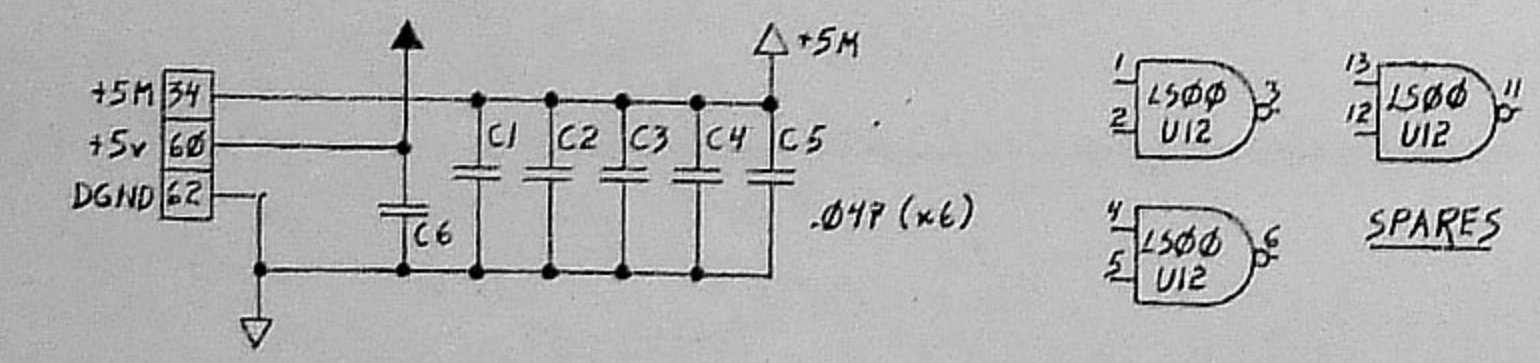 +5M 34
+5v 6Ø
DGND 62
+5M
C1 C2 C3 C4 C5
C6
.Ø47 (x6)
1
2
LSØØ
U12
3
13
12
LSØØ
U12
11
4
5
LSØØ
U12
6
SPARES